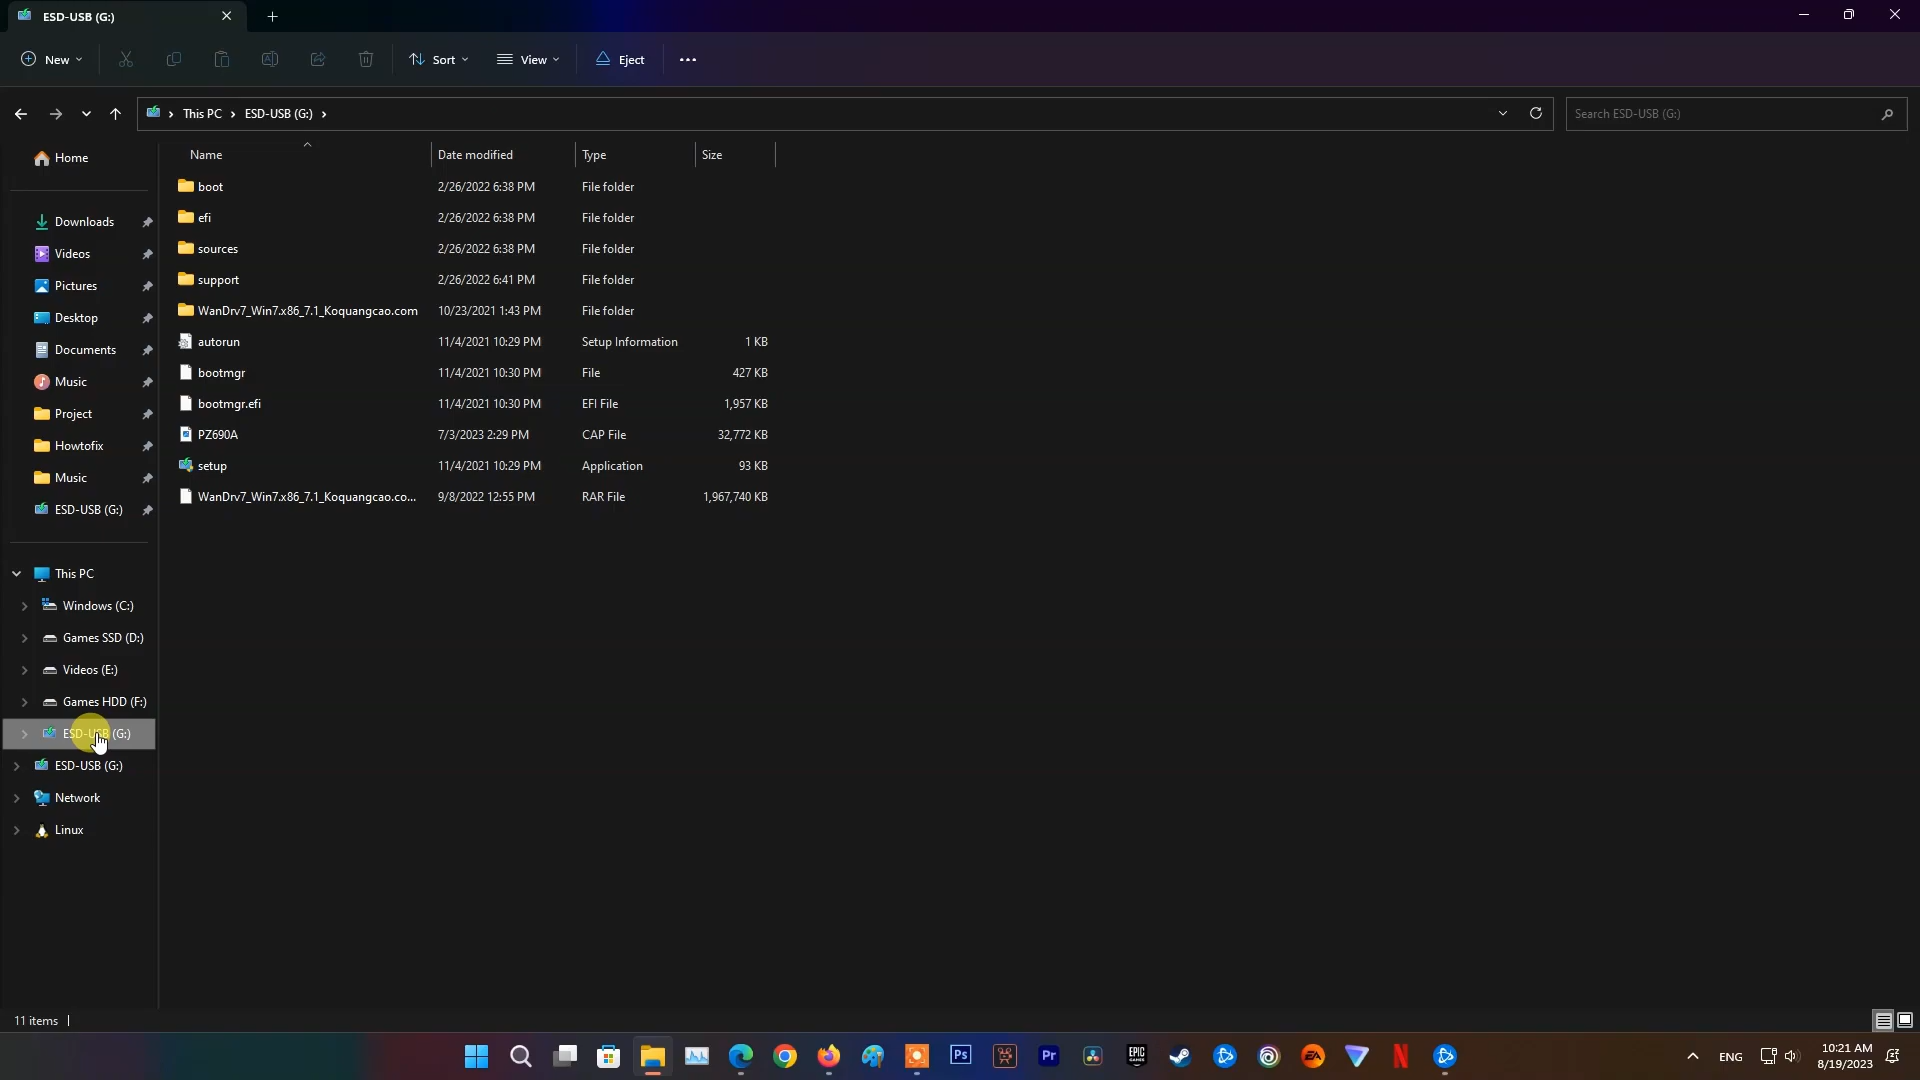 ESD-USB (G:)
New
Sort
View
Eject
This PC
ESD-USB (G:)
Search ESD-USB (G:)
Name
Date modified
Type
Size
boot 2/26/2022 6:38 PM File folder
efi 2/26/2022 6:38 PM File folder
sources 2/26/2022 6:38 PM File folder
support 2/26/2022 6:41 PM File folder
WanDrv7_Win7.x86_7.1_Koquangcao.com 10/23/2021 1:43 PM File folder
autorun 11/4/2021 10:29 PM Setup Information 1 KB
bootmgr 11/4/2021 10:30 PM File 427 KB
bootmgr.efi 11/4/2021 10:30 PM EFI File 1,957 KB
PZ690A 7/3/2023 2:29 PM CAP File 32,772 KB
setup 11/4/2021 10:29 PM Application 93 KB
WanDrv7_Win7.x86_7.1_Koquangcao.co... 9/8/2022 12:55 PM RAR File 1,967,740 KB
Home
Downloads
Videos
Pictures
Desktop
Documents
Music
Project
Howtofix
Music
ESD-USB (G:)
This PC
Windows (C:)
Games SSD (D:)
Videos (E:)
Games HDD (F:)
ESD-USB (G:)
ESD-USB (G:)
Network
Linux
11 items
Ps
Pr
EPIC
GAMES
EA
N
ENG
10:21 AM
8/19/2023